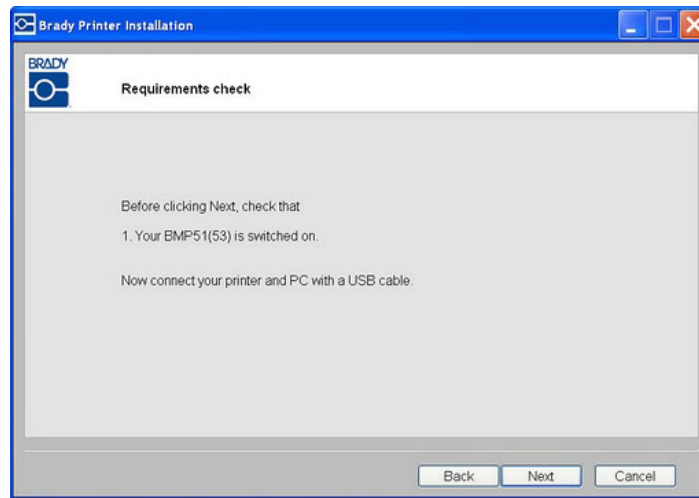 Brady Printer Installation
BRADY
Requirements check
Before clicking Next, check that
1. Your BMP51(53) is switched on.
Now connect your printer and PC with a USB cable.
Back Next Cancel